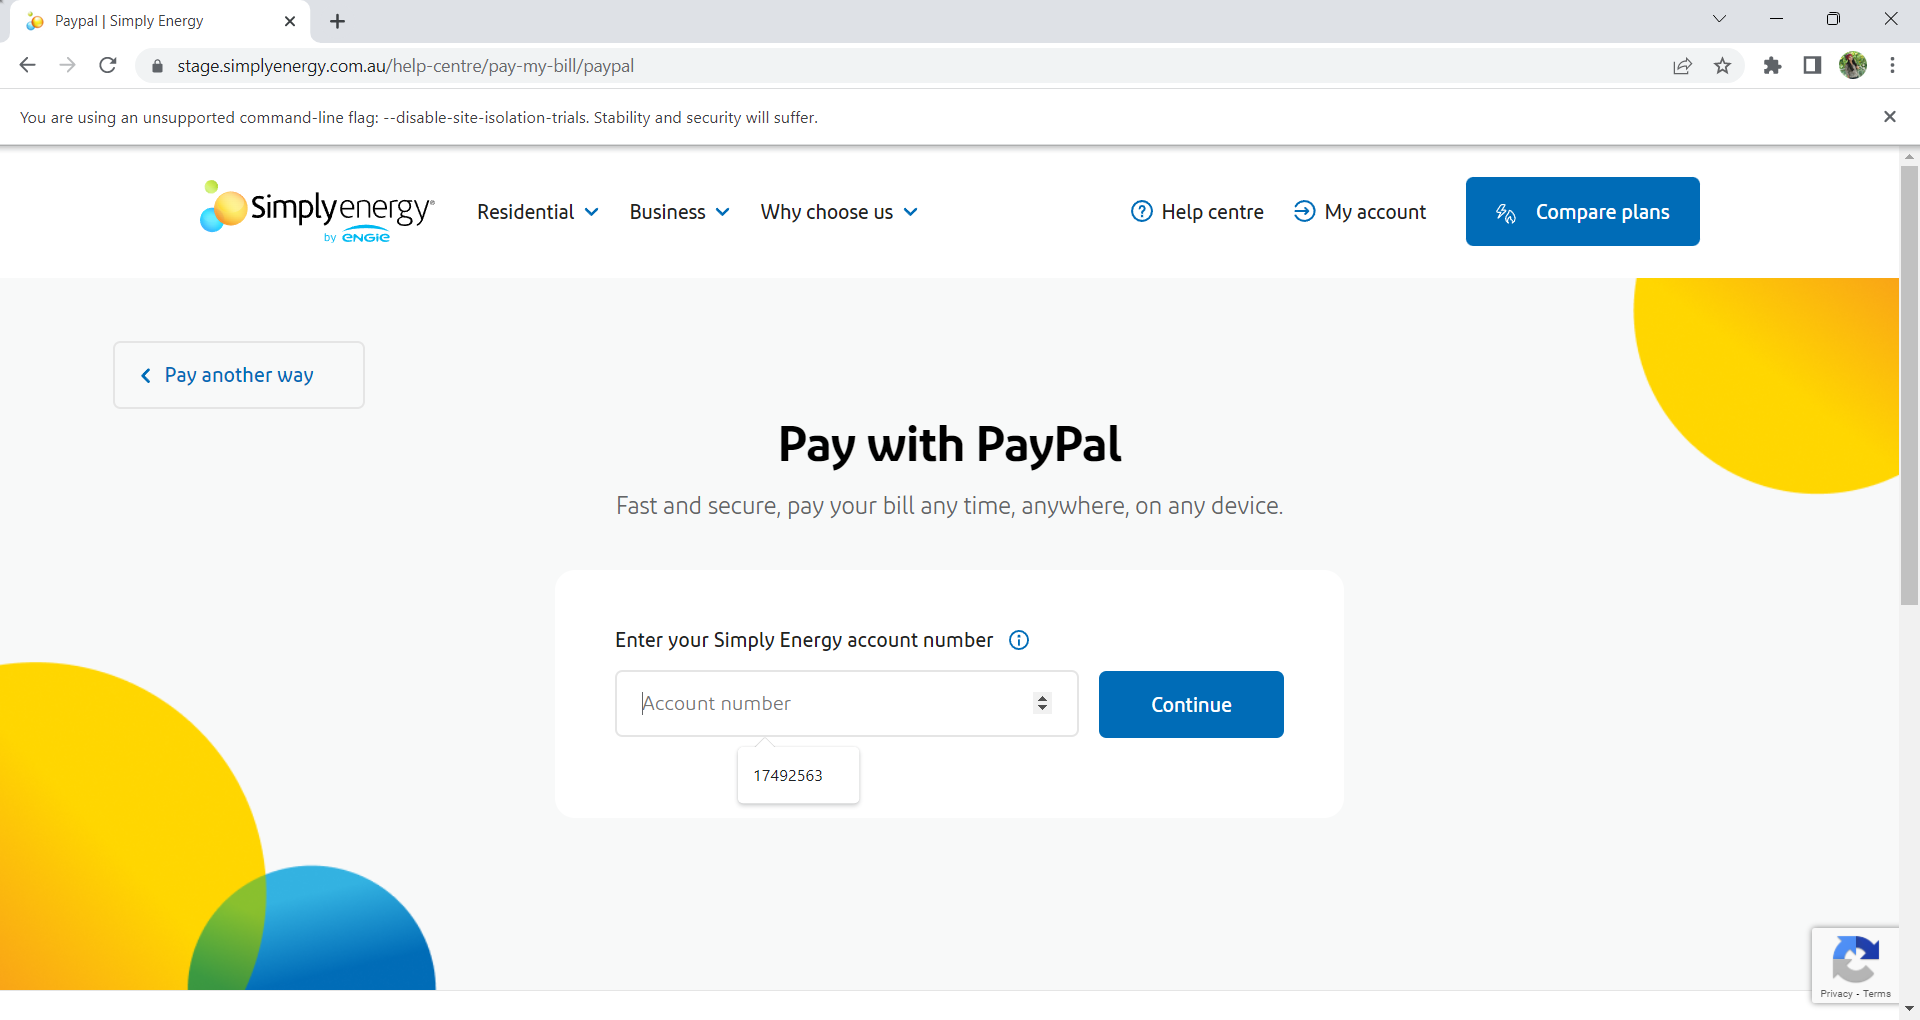 Paypal | Simply Energy
stage.simplyenergy.com.au/help-centre/pay-my-bill/paypal
You are using an unsupported command-line flag: --disable-site-isolation-trials. Stability and security will suffer.
Simplyenergy®
by ENGIE
Residential
Business
Why choose us
Help centre
My account
Compare plans
Pay another way
Pay with PayPal
Fast and secure, pay your bill any time, anywhere, on any device.
Enter your Simply Energy account number
Account number
Continue
17492563
Privacy - Terms